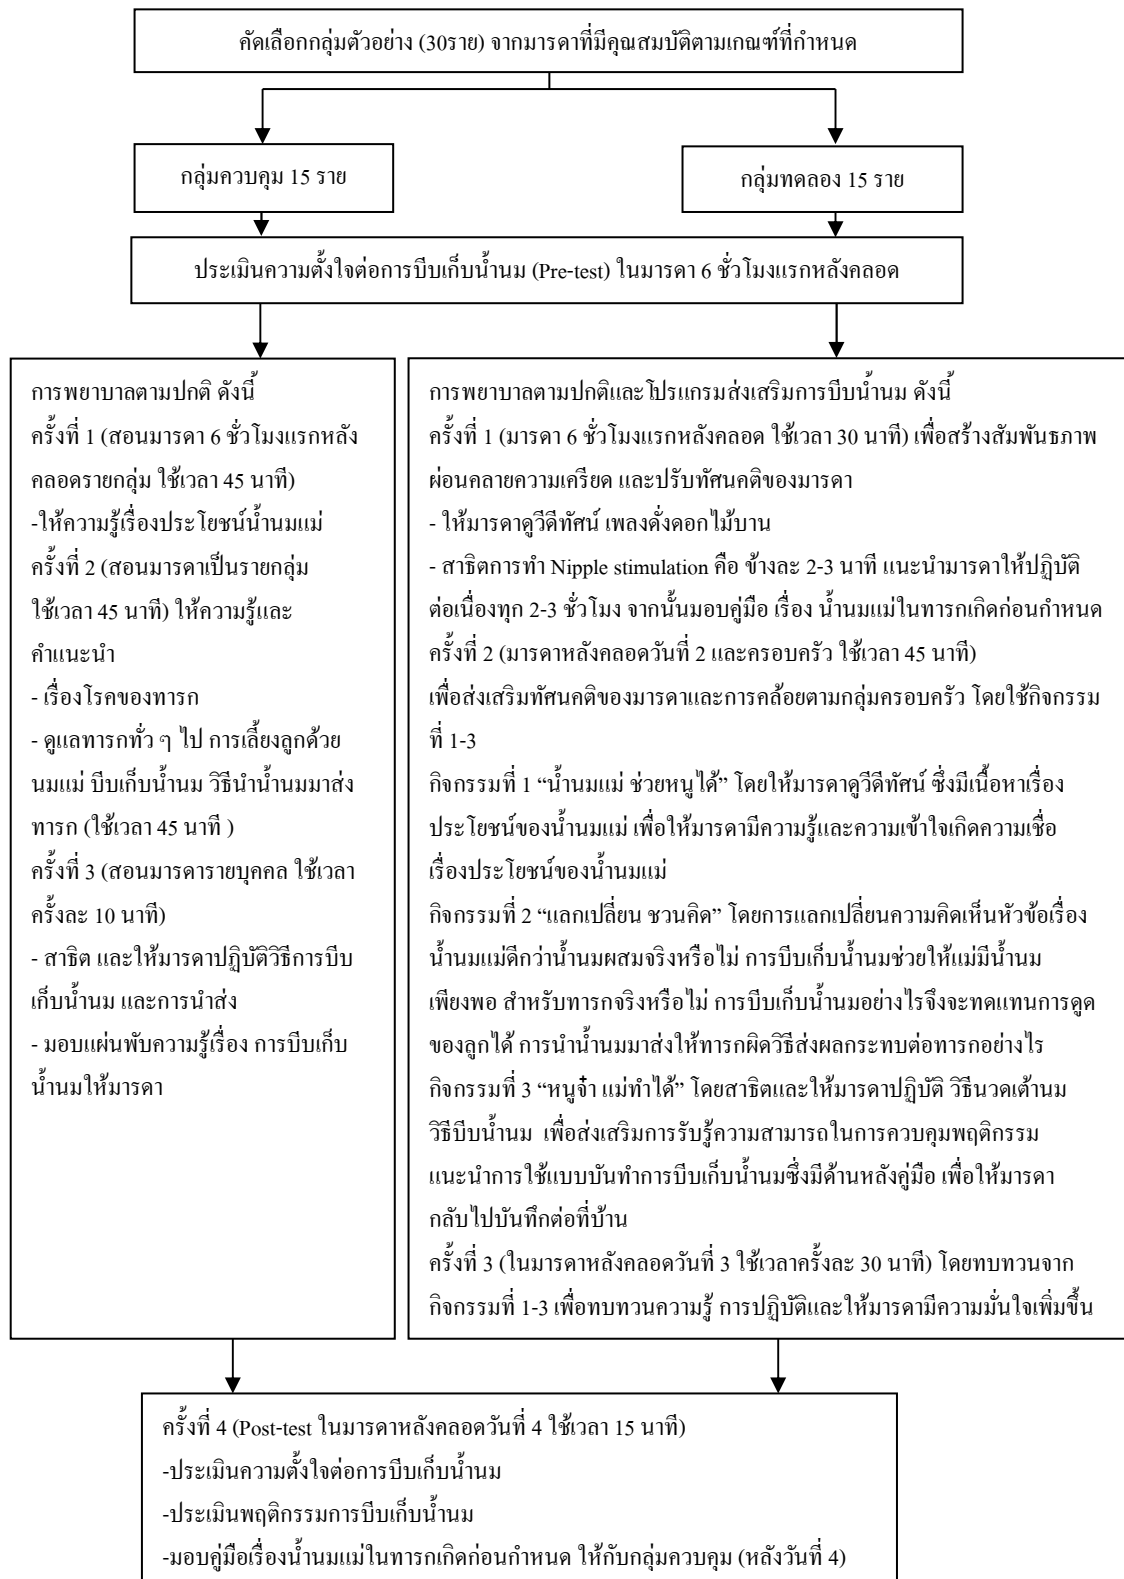 คัดเลือกกลุ่มตัวอย่าง (30ราย) จากมารดาที่มีคุณสมบัติตามเกณฑ์ที่กำหนด
กลุ่มควบคุม 15 ราย
กลุ่มทดลอง 15 ราย
ประเมินความตั้งใจต่อการบีบเก็บน้ำนม (Pre-test) ในมารดา 6 ชั่วโมงแรกหลังคลอด
การพยาบาลตามปกติ ดังนี้
ครั้งที่ 1 (สอนมารดา 6 ชั่วโมงแรกหลัง
คลอดรายกลุ่ม ใช้เวลา 45 นาที)
-ให้ความรู้เรื่องประโยชน์น้ำนมแม่
ครั้งที่ 2 (สอนมารดาเป็นรายกลุ่ม
ใช้เวลา 45 นาที) ให้ความรู้และ
คำแนะนำ
- เรื่องโรคของทารก
- ดูแลทารกทั่ว ๆ ไป การเลี้ยงลูกด้วย
นมแม่ บีบเก็บน้ำนม วิธีนำน้ำนมมาส่ง
ทารก (ใช้เวลา 45 นาที )
ครั้งที่ 3 (สอนมารดารายบุคคล ใช้เวลา
ครั้งละ 10 นาที)
- สาธิต และให้มารดาปฏิบัติวิธีการบีบ
เก็บน้ำนม และการนำส่ง
- มอบแผ่นพับความรู้เรื่อง การบีบเก็บ
น้ำนมให้มารดา
การพยาบาลตามปกติและโปรแกรมส่งเสริมการบีบน้ำนม ดังนี้
ครั้งที่ 1 (มารดา 6 ชั่วโมงแรกหลังคลอด ใช้เวลา 30 นาที) เพื่อสร้างสัมพันธภาพ
ผ่อนคลายความเครียด และปรับทัศนคติของมารดา
- ให้มารดาดูวีดีทัศน์ เพลงดั่งดอกไม้บาน
- สาธิตการทำ Nipple stimulation คือ ข้างละ 2-3 นาที แนะนำมารดาให้ปฏิบัติ
ต่อเนื่องทุก 2-3 ชั่วโมง จากนั้นมอบคู่มือ เรื่อง น้ำนมแม่ในทารกเกิดก่อนกำหนด
ครั้งที่ 2 (มารดาหลังคลอดวันที่ 2 และครอบครัว ใช้เวลา 45 นาที)
เพื่อส่งเสริมทัศนคติของมารดาและการคล้อยตามกลุ่มครอบครัว โดยใช้กิจกรรม
ที่ 1-3
กิจกรรมที่ 1 “น้ำนมแม่ ช่วยหนูได้” โดยให้มารดาดูวีดีทัศน์ ซึ่งมีเนื้อหาเรื่อง
ประโยชน์ของน้ำนมแม่ เพื่อให้มารดามีความรู้และความเข้าใจเกิดความเชื่อ
เรื่องประโยชน์ของน้ำนมแม่
กิจกรรมที่ 2 “แลกเปลี่ยน ชวนคิด” โดยการแลกเปลี่ยนความคิดเห็นหัวข้อเรื่อง
น้ำนมแม่ดีกว่าน้ำนมผสมจริงหรือไม่ การบีบเก็บน้ำนมช่วยให้แม่มีน้ำนม
เพียงพอ สำหรับทารกจริงหรือไม่ การบีบเก็บน้ำนมอย่างไรจึงจะทดแทนการดูด
ของลูกได้ การนำน้ำนมมาส่งให้ทารกผิดวิธีส่งผลกระทบต่อทารกอย่างไร
กิจกรรมที่ 3 “หนูจ๋า แม่ทำได้” โดยสาธิตและให้มารดาปฏิบัติ วิธีนวดเต้านม
วิธีบีบน้ำนม เพื่อส่งเสริมการรับรู้ความสามารถในการควบคุมพฤติกรรม
แนะนำการใช้แบบบันทำการบีบเก็บน้ำนมซึ่งมีด้านหลังคู่มือ เพื่อให้มารดา
กลับไปบันทึกต่อที่บ้าน
ครั้งที่ 3 (ในมารดาหลังคลอดวันที่ 3 ใช้เวลาครั้งละ 30 นาที) โดยทบทวนจาก
กิจกรรมที่ 1-3 เพื่อทบทวนความรู้ การปฏิบัติและให้มารดามีความมั่นใจเพิ่มขึ้น
ครั้งที่ 4 (Post-test ในมารดาหลังคลอดวันที่ 4 ใช้เวลา 15 นาที)
-ประเมินความตั้งใจต่อการบีบเก็บน้ำนม
-ประเมินพฤติกรรมการบีบเก็บน้ำนม
-มอบคู่มือเรื่องน้ำนมแม่ในทารกเกิดก่อนกำหนด ให้กับกลุ่มควบคุม (หลังวันที่ 4)